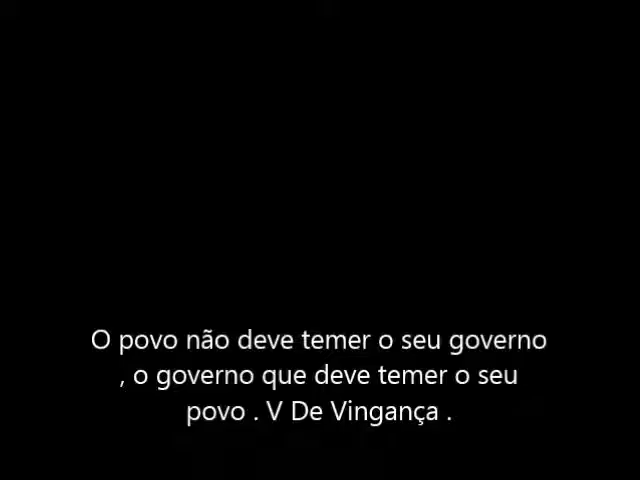 O povo não deve temer o seu governo
, o governo que deve temer o seu
povo . V De Vingança .